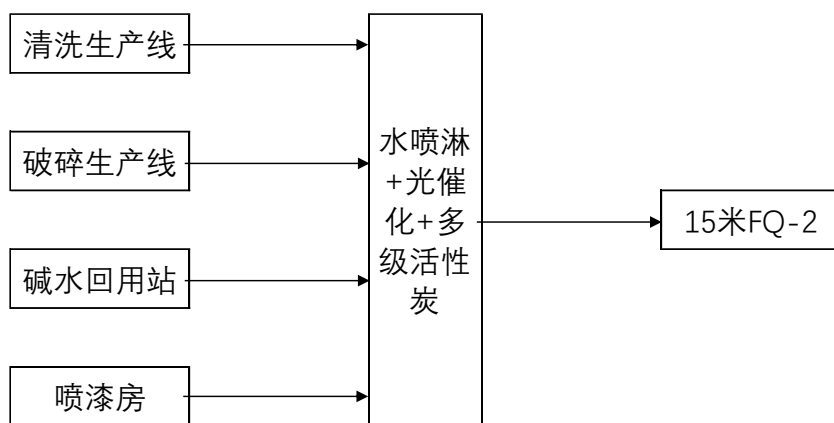 清洗生产线
破碎生产线
碱水回用站
喷漆房
水喷淋
+光催
化+多
级活性
炭
15米FQ-2